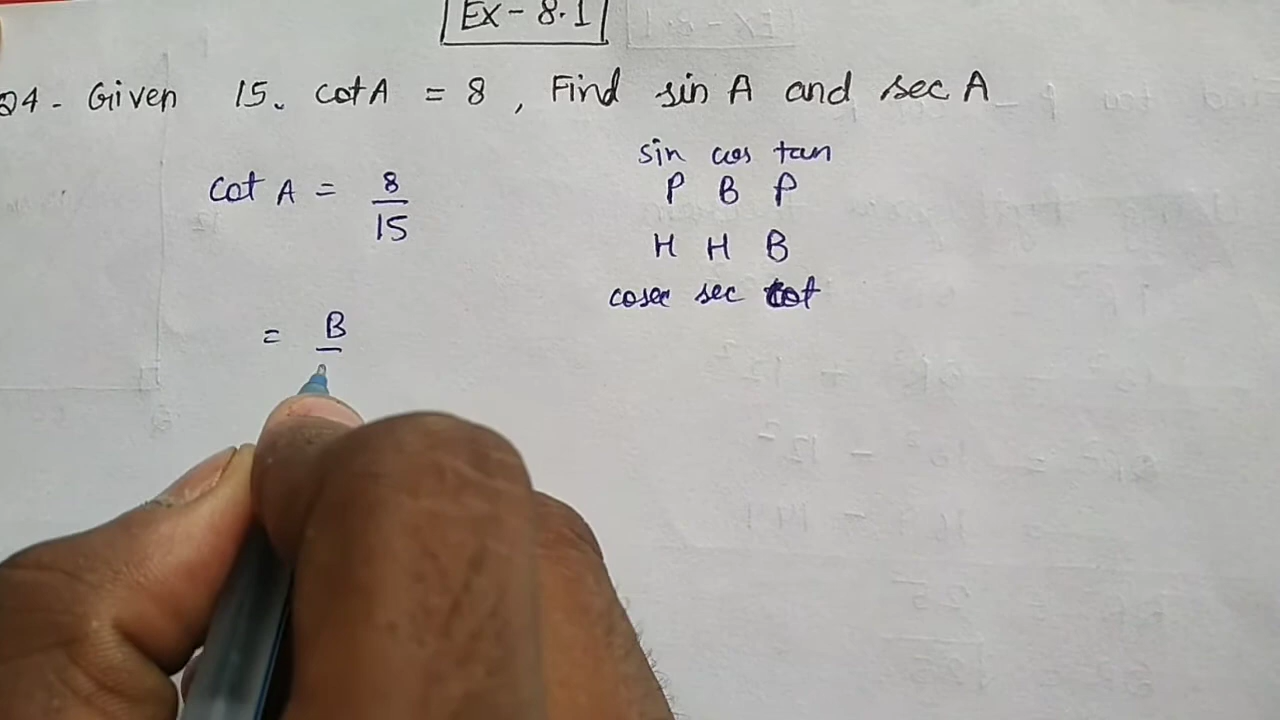 Ex - 8.1
Q4 - Given 15. cot A = 8 , Find sin A and sec A
sin cos tan
cot A = 8/15
P B P
H H B
cosec sec cot
= B